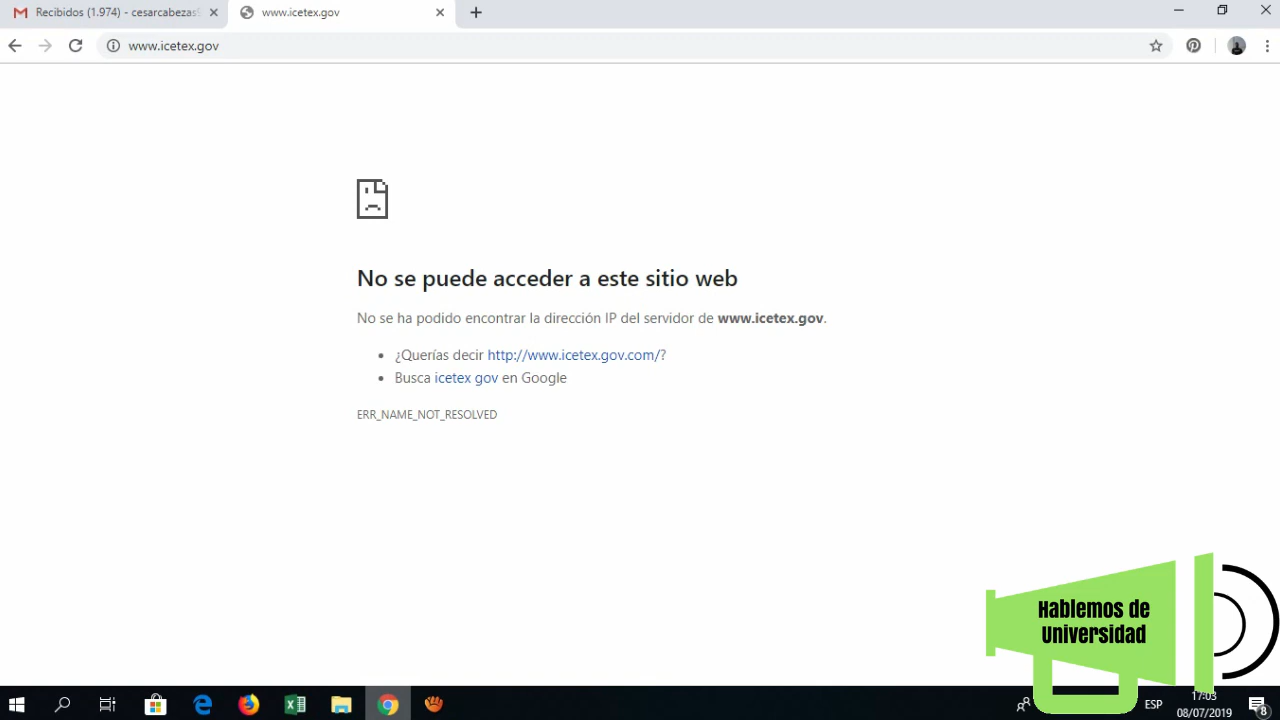 Recibidos (1.974) - cesarcabezas9
www.icetex.gov
www.icetex.gov
No se puede acceder a este sitio web
No se ha podido encontrar la dirección IP del servidor de www.icetex.gov.
• ¿Querías decir http://www.icetex.gov.com/?
• Busca icetex gov en Google
ERR_NAME_NOT_RESOLVED
Hablemos de
Universidad
ESP
17:03
08/07/2019
8